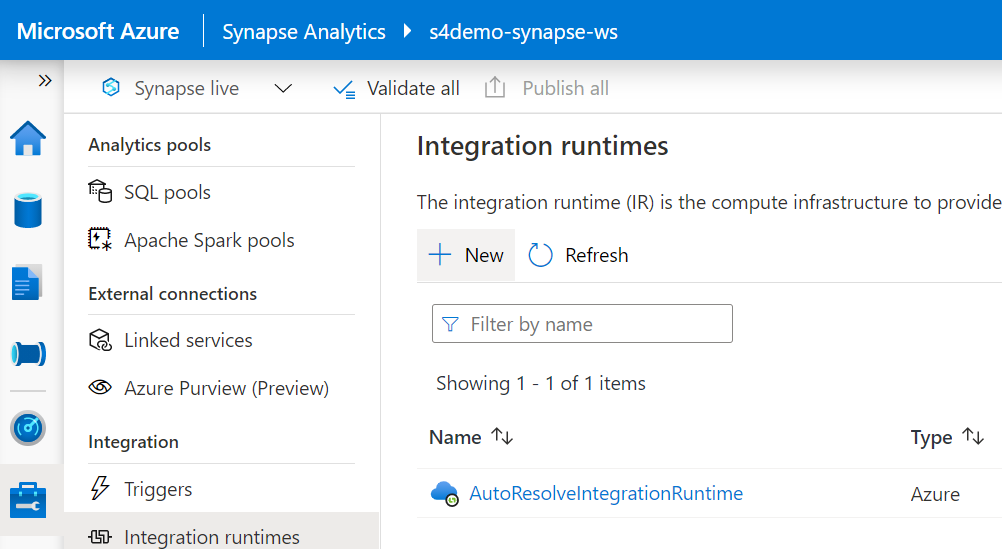 Microsoft Azure Synapse Analytics s4demo-synapse-ws
Synapse live Validate all Publish all
Analytics pools
SQL pools
Apache Spark pools
External connections
Linked services
Azure Purview (Preview)
Integration
Triggers
Integration runtimes
Integration runtimes
The integration runtime (IR) is the compute infrastructure to provide
New Refresh
Filter by name
Showing 1 - 1 of 1 items
Name Type
AutoResolveIntegrationRuntime Azure